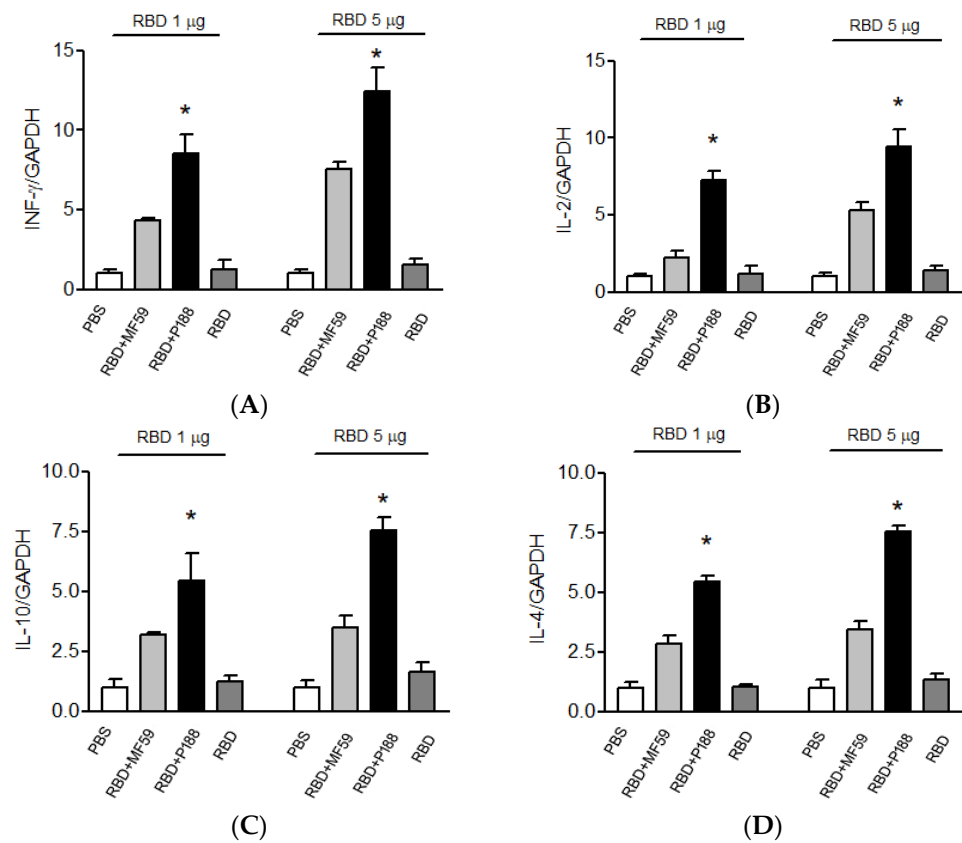 RBD 1 μg RBD 5 μg
15
10
5
0
INF-γ/GAPDH
* *
PBS RBD+MF59 RBD+P188 RBD PBS RBD+MF59 RBD+P188 RBD
(A)
RBD 1 μg RBD 5 μg
15
10
5
0
IL-2/GAPDH
* *
PBS RBD+MF59 RBD+P188 RBD PBS RBD+MF59 RBD+P188 RBD
(B)
RBD 1 μg RBD 5 μg
10.0
7.5
5.0
2.5
0.0
IL-10/GAPDH
* *
PBS RBD+MF59 RBD+P188 RBD PBS RBD+MF59 RBD+P188 RBD
(C)
RBD 1 μg RBD 5 μg
10.0
7.5
5.0
2.5
0.0
IL-4/GAPDH
* *
PBS RBD+MF59 RBD+P188 RBD PBS RBD+MF59 RBD+P188 RBD
(D)